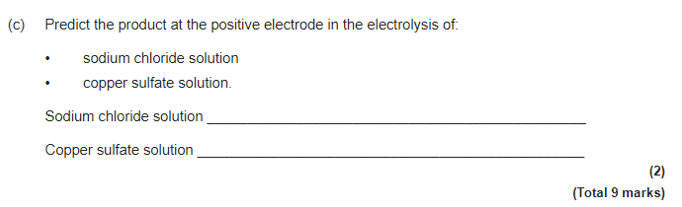 (c) Predict the product at the positive electrode in the electrolysis of:
• sodium chloride solution
• copper sulfate solution.
Sodium chloride solution
Copper sulfate solution
(2)
(Total 9 marks)